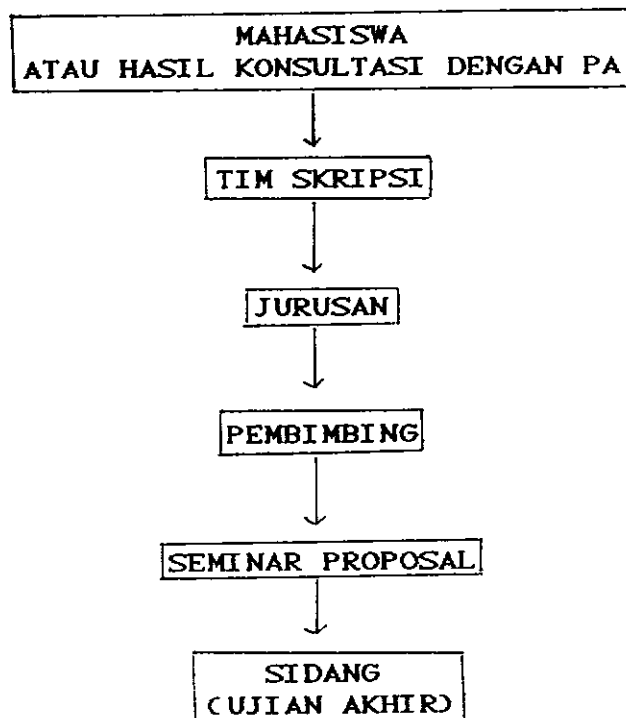 MAHASISWA
ATAU HASIL KONSULTASI DENGAN PA
TIM SKRIPSI
JURUSAN
PEMBIMBING
SEMINAR PROPOSAL
SIDANG
(UJIAN AKHIR)